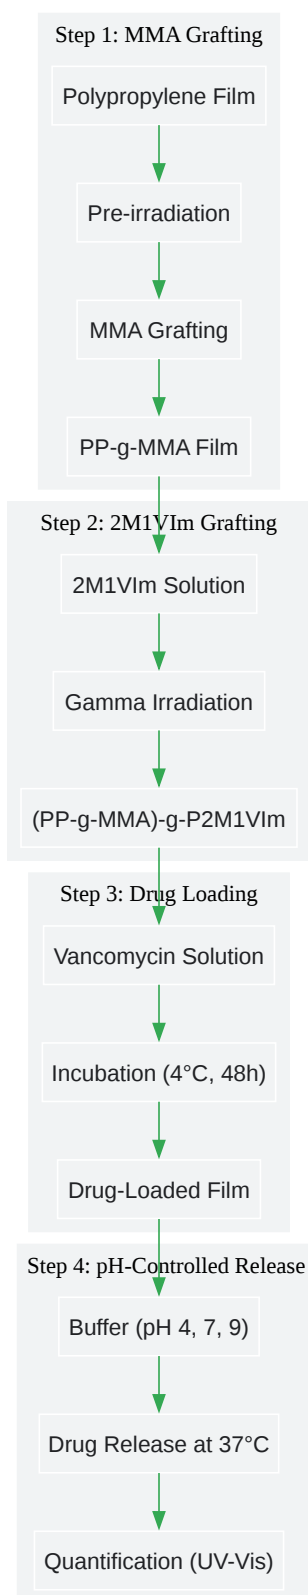 Step 1: MMA Grafting
Polypropylene Film
Pre-irradiation
MMA Grafting
PP-g-MMA Film
Step 2: 2M1VIm Grafting
2M1VIm Solution
Gamma Irradiation
(PP-g-MMA)-g-P2M1VIm
Step 3: Drug Loading
Vancomycin Solution
Incubation (4°C, 48h)
Drug-Loaded Film
Step 4: pH-Controlled Release
Buffer (pH 4, 7, 9)
Drug Release at 37°C
Quantification (UV-Vis)